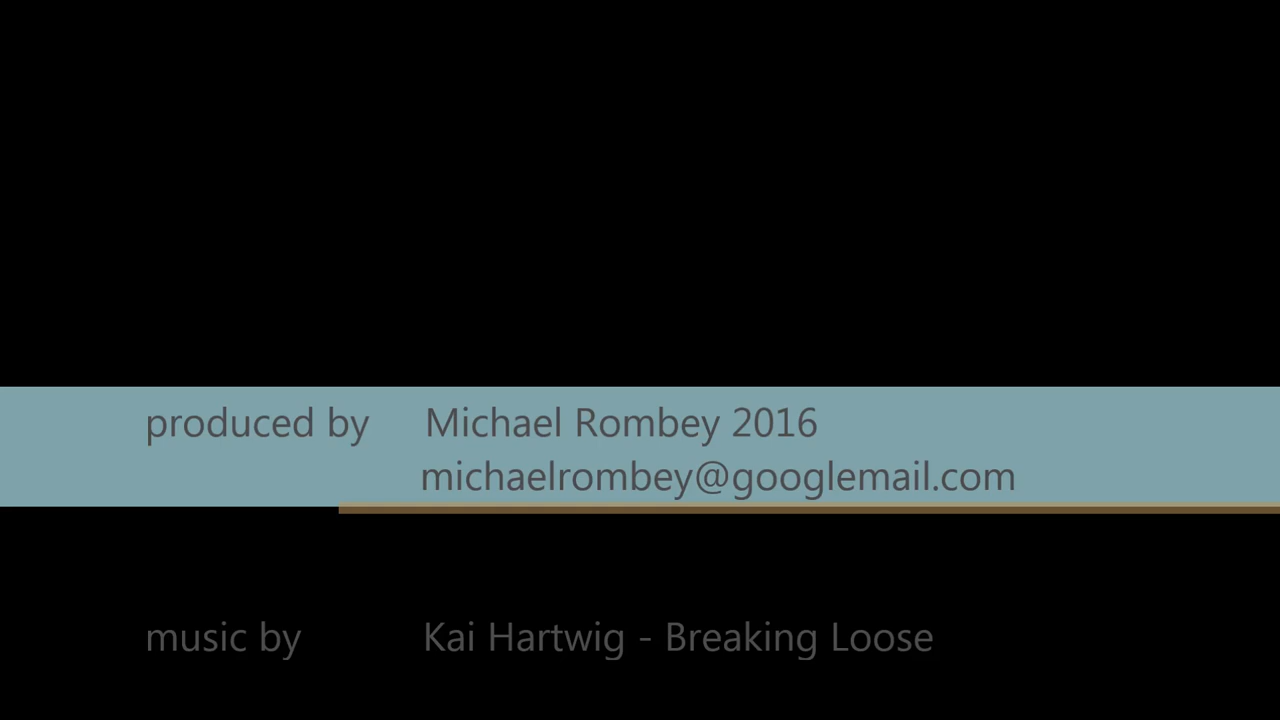 produced by Michael Rombey 2016
michaelrombey@googlemail.com
music by Kai Hartwig - Breaking Loose